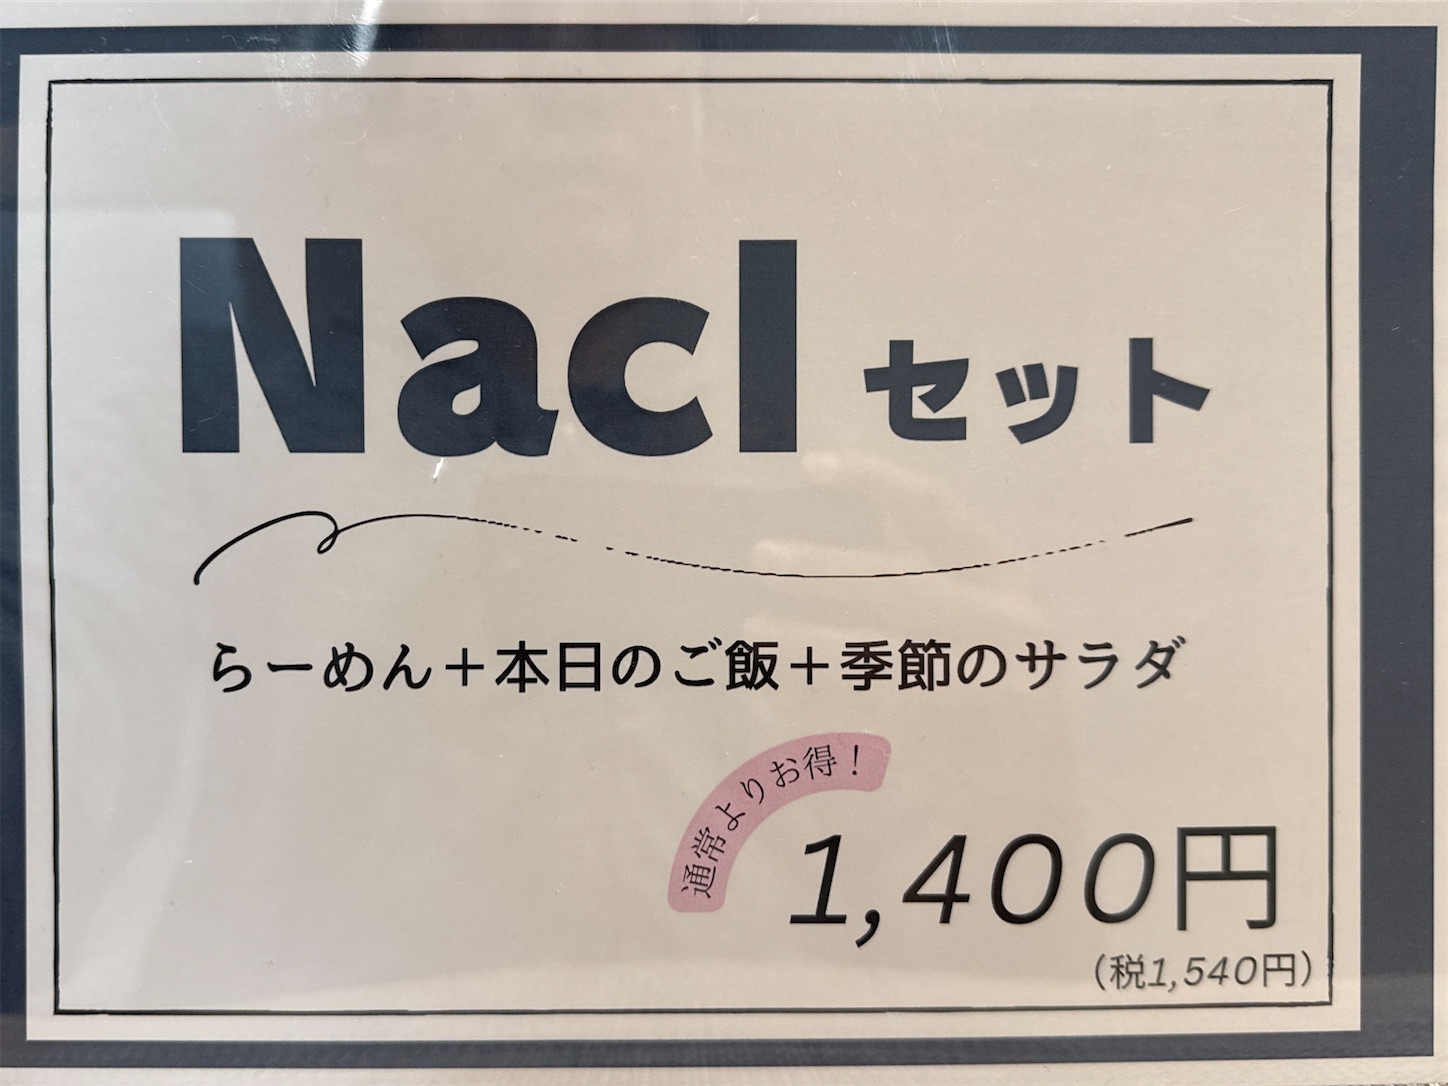 Nacl セット
らーめん＋本日のご飯＋季節のサラダ
通常よりお得！
1,400円
（税1,540円）